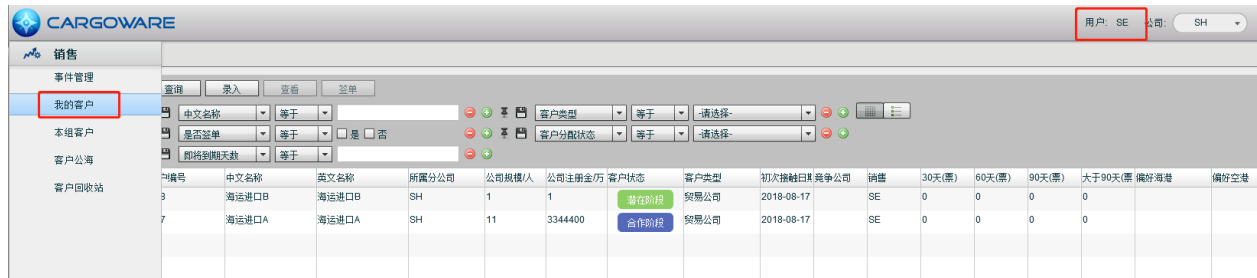 CARGOWARE 用户: SE 公司: SH
销售
事件管理
我的客户
本组客户
客户公海
客户回收站
查询 录入 查看 签单
中文名称 等于 客户类型 等于 -请选择-
是否签单 等于 是 否 客户分配状态 等于 -请选择-
即将到期天数 等于
编号 中文名称 英文名称 所属分公司 公司规模/人 公司注册金/万 客户状态 客户类型 初次接触日期 竞争公司 销售 30天(票) 60天(票) 90天(票) 大于90天(票 偏好海港 偏好空港
海运进口B 海运进口B SH 1 1 潜在阶段 贸易公司 2018-08-17 SE 0 0 0 0
7 海运进口A 海运进口A SH 11 3344400 合作阶段 贸易公司 2018-08-17 SE 0 0 0 0